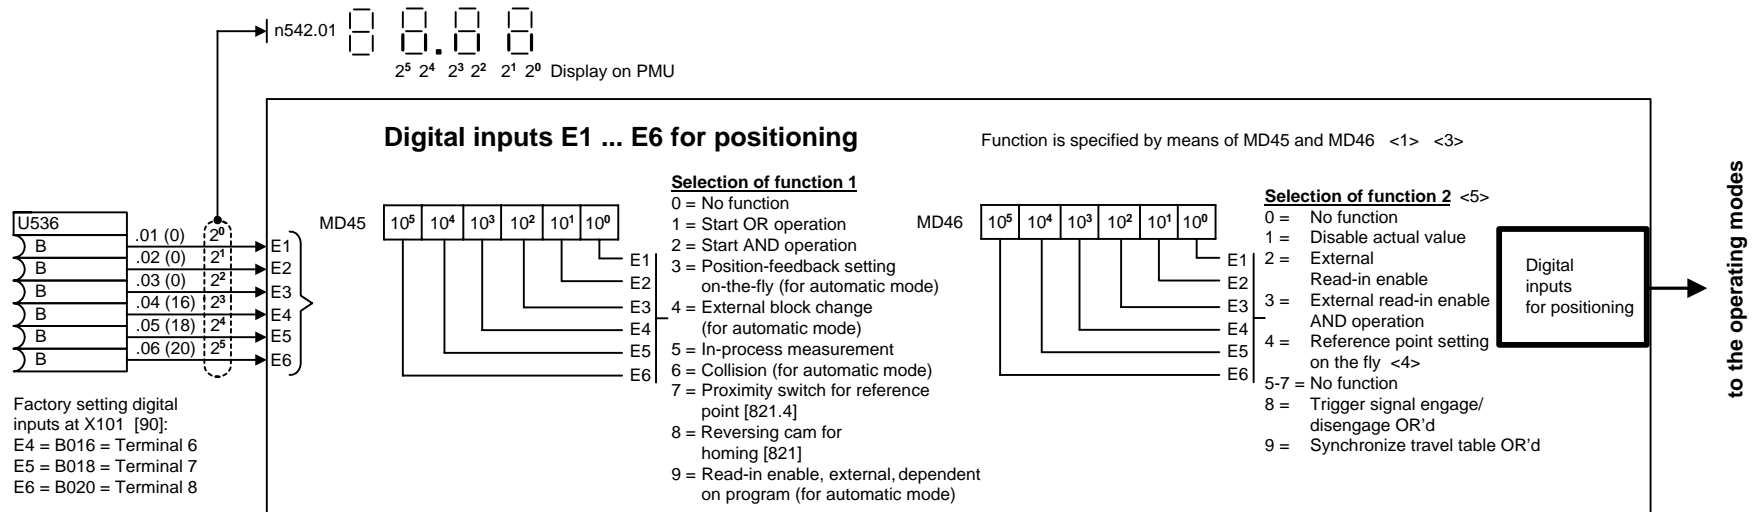 n542.01
2⁵ 2⁴ 2³ 2² 2¹ 2⁰ Display on PMU
Digital inputs E1 ... E6 for positioning
Function is specified by means of MD45 and MD46 <1> <3>
U536
B .01 (0) 2⁰ E1
B .02 (0) 2¹ E2
B .03 (0) 2² E3
B .04 (16) 2³ E4
B .05 (18) 2⁴ E5
B .06 (20) 2⁵ E6
Factory setting digital
inputs at X101 [90]:
E4 = B016 = Terminal 6
E5 = B018 = Terminal 7
E6 = B020 = Terminal 8
MD45 10⁵ 10⁴ 10³ 10² 10¹ 10⁰
E1
E2
E3
E4
E5
E6
Selection of function 1
0 = No function
1 = Start OR operation
2 = Start AND operation
3 = Position-feedback setting
on-the-fly (for automatic mode)
4 = External block change
(for automatic mode)
5 = In-process measurement
6 = Collision (for automatic mode)
7 = Proximity switch for reference
point [821.4]
8 = Reversing cam for
homing [821]
9 = Read-in enable, external, dependent
on program (for automatic mode)
MD46 10⁵ 10⁴ 10³ 10² 10¹ 10⁰
E1
E2
E3
E4
E5
E6
Selection of function 2 <5>
0 = No function
1 = Disable actual value
2 = External
Read-in enable
3 = External read-in enable
AND operation
4 = Reference point setting
on the fly <4>
5-7 = No function
8 = Trigger signal engage/
disengage OR'd
9 = Synchronize travel table OR'd
Digital
inputs
for positioning
to the operating modes